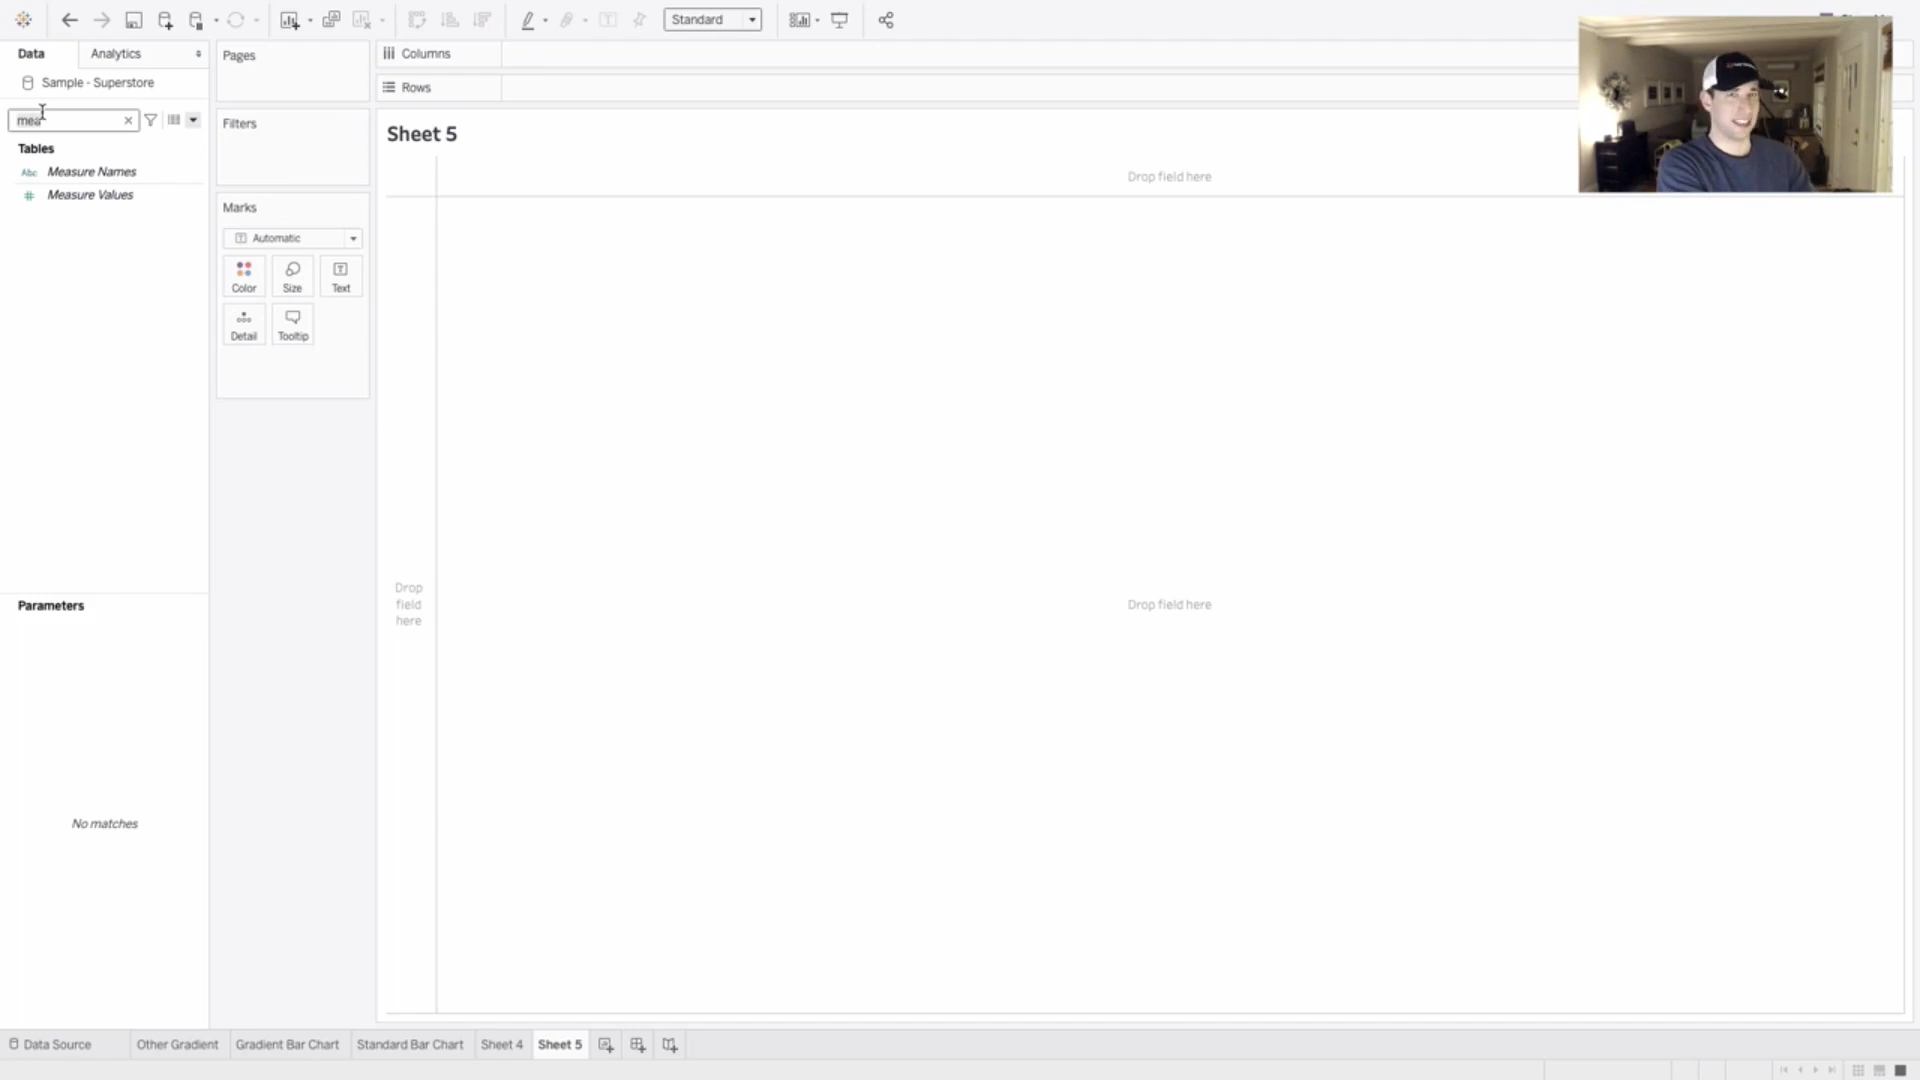 Standard
Data
Analytics
Pages
Columns
Sample - Superstore
Rows
mea
Filters
Sheet 5
Tables
Abc Measure Names
# Measure Values
Drop field here
Marks
Automatic
Color
Size
Text
Detail
Tooltip
Drop
field
here
Drop field here
Parameters
No matches
Data Source
Other Gradient
Gradient Bar Chart
Standard Bar Chart
Sheet 4
Sheet 5